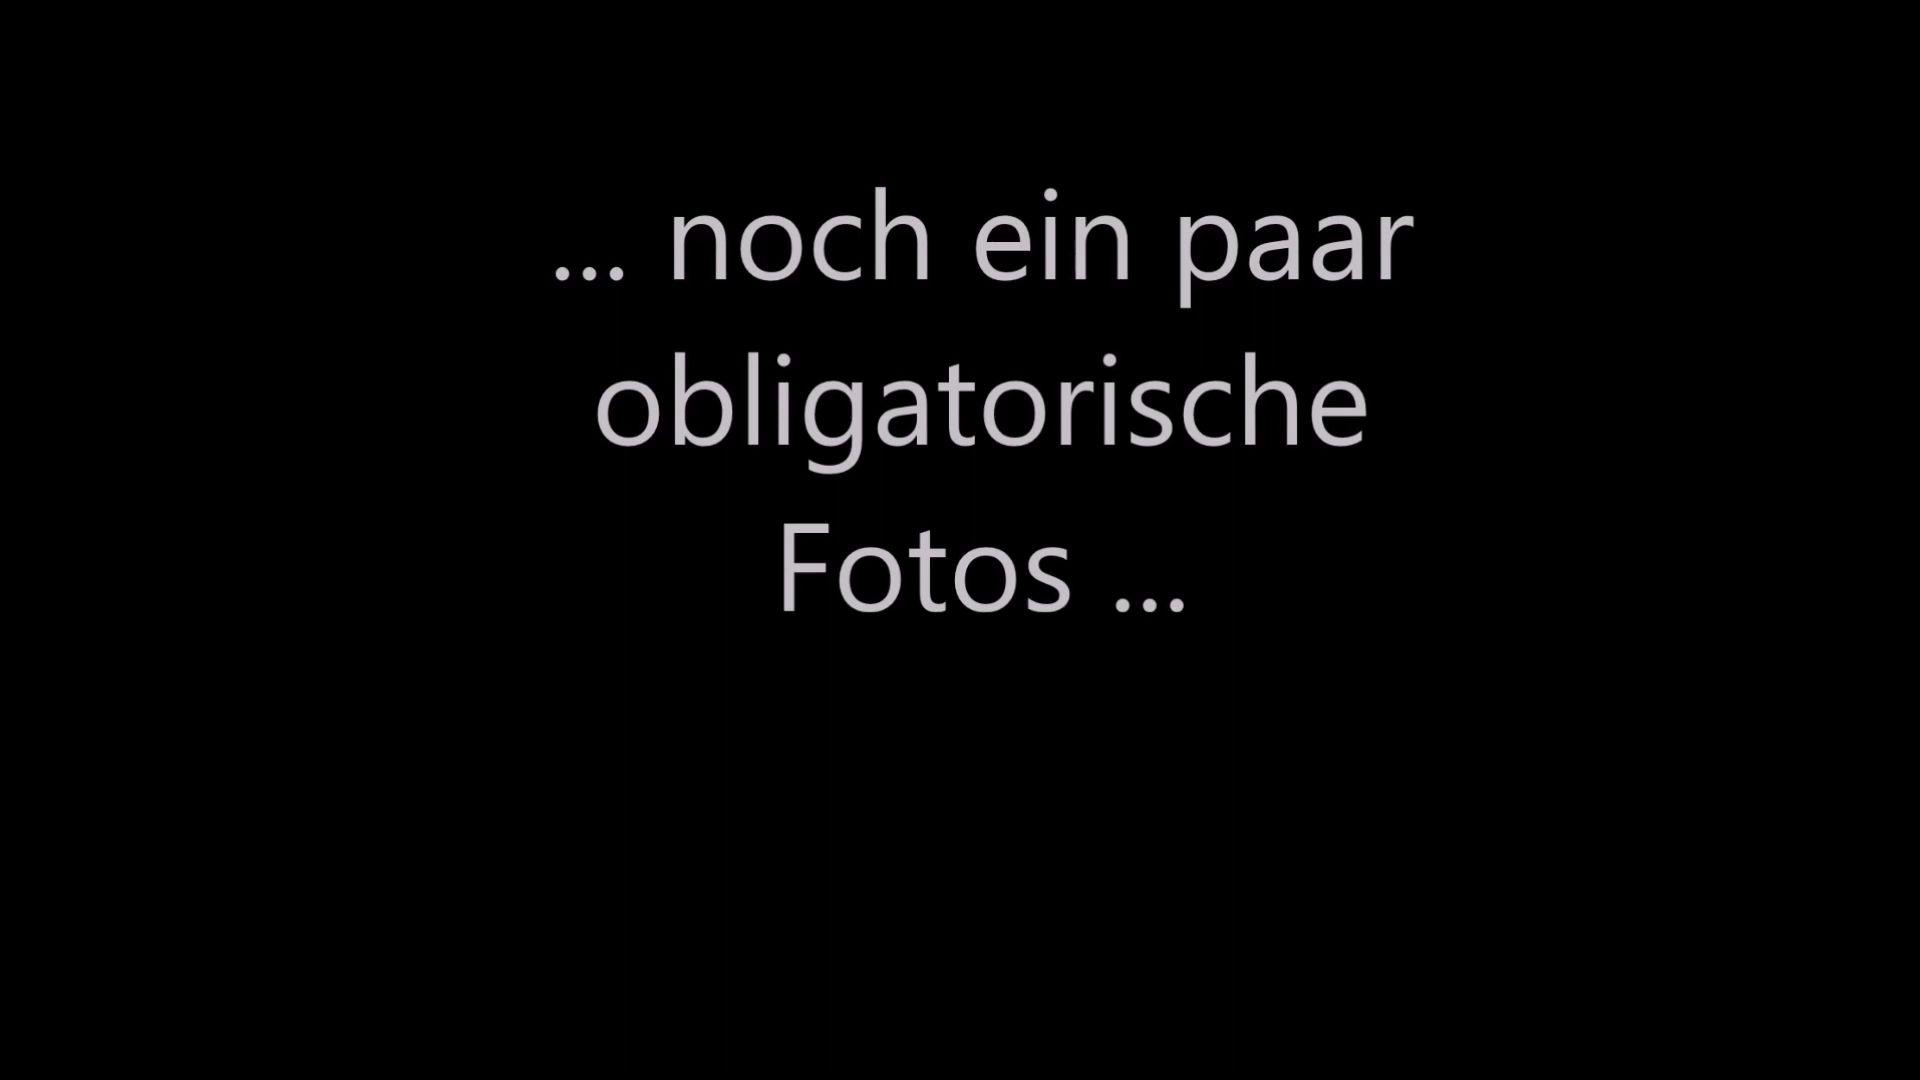 ... noch ein paar
obligatorische
Fotos ...